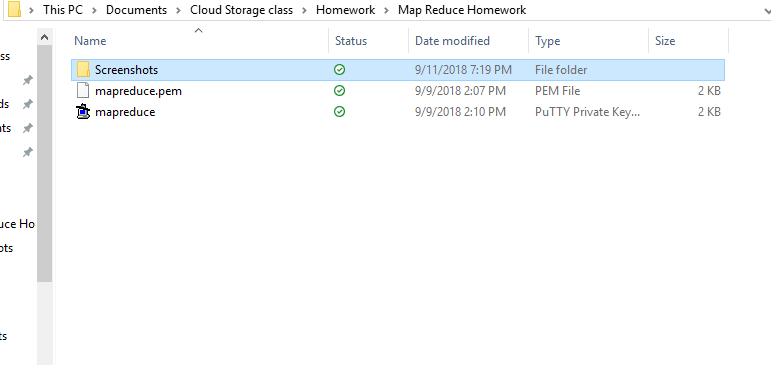 This PC > Documents > Cloud Storage class > Homework > Map Reduce Homework
Name Status Date modified Type Size
ss
Screenshots 9/11/2018 7:19 PM File folder
mapreduce.pem 9/9/2018 2:07 PM PEM File 2 KB
ds
mapreduce 9/9/2018 2:10 PM PuTTY Private Key... 2 KB
nts
uce Ho
ots
ts